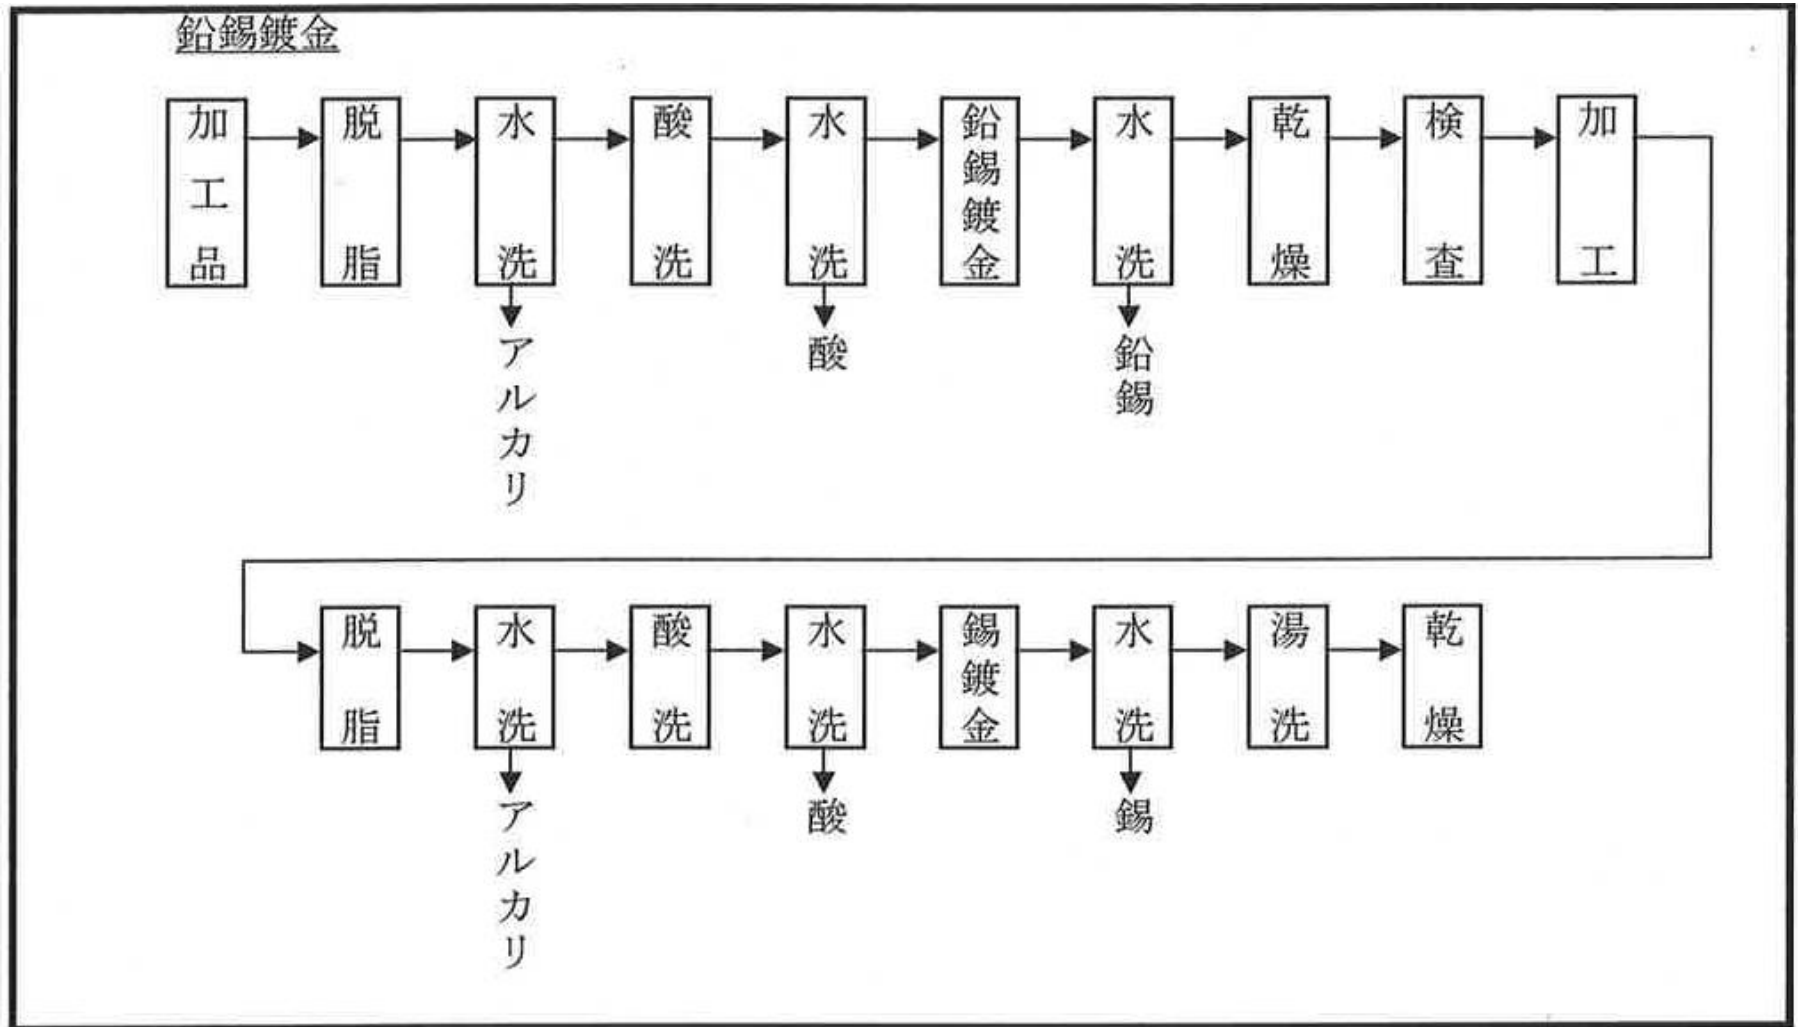 鉛錫鍍金
加工品
脱脂
水洗
酸洗
水洗
鉛錫鍍金
水洗
乾燥
検査
加工
アルカリ
酸
鉛錫
脱脂
水洗
酸洗
水洗
錫鍍金
水洗
湯洗
乾燥
アルカリ
酸
錫